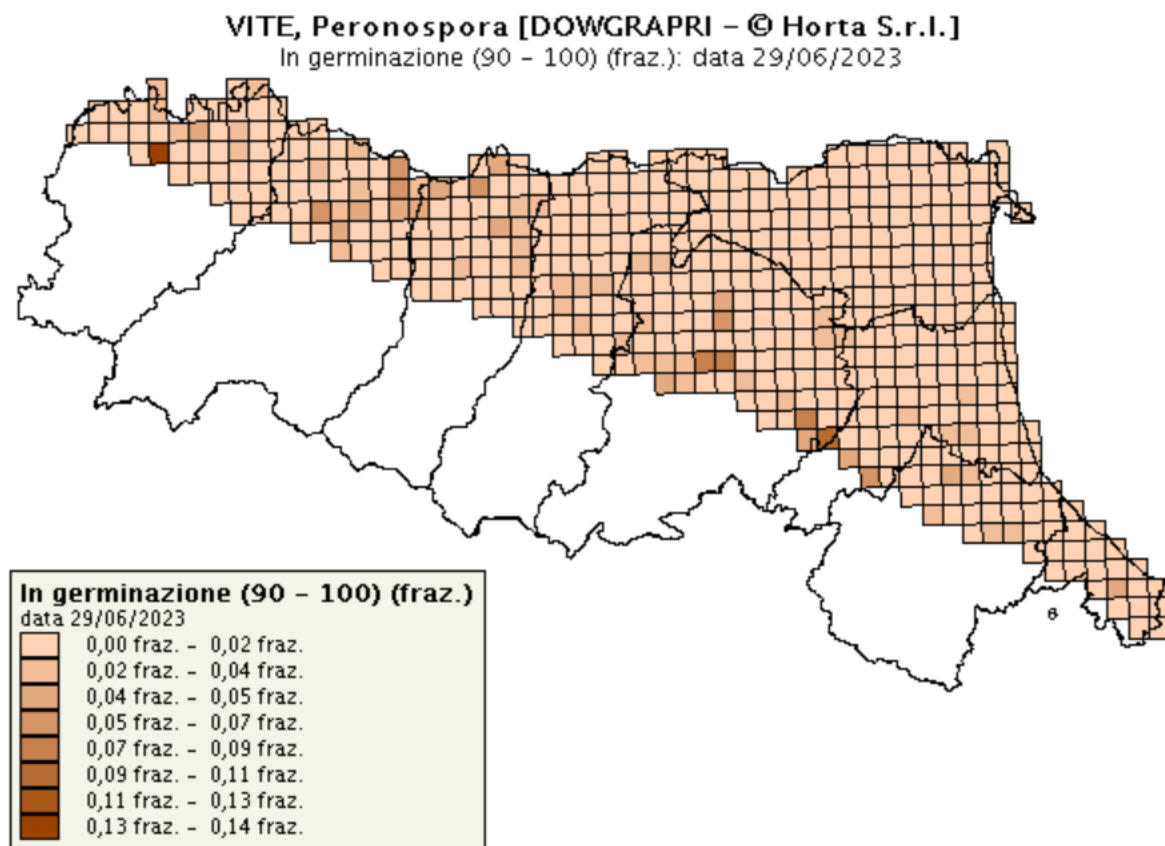 VITE, Peronospora [DOWGRAPRI – © Horta S.r.l.]
In germinazione (90 – 100) (fraz.): data 29/06/2023
In germinazione (90 – 100) (fraz.)
data 29/06/2023
0,00 fraz. – 0,02 fraz.
0,02 fraz. – 0,04 fraz.
0,04 fraz. – 0,05 fraz.
0,05 fraz. – 0,07 fraz.
0,07 fraz. – 0,09 fraz.
0,09 fraz. – 0,11 fraz.
0,11 fraz. – 0,13 fraz.
0,13 fraz. – 0,14 fraz.